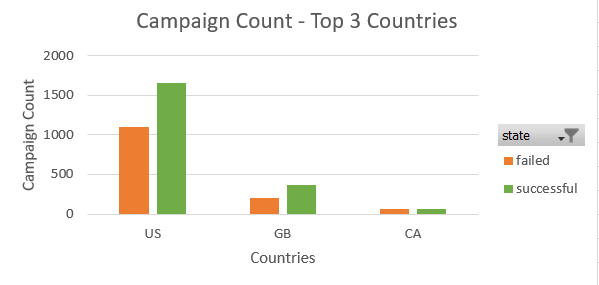 Campaign Count - Top 3 Countries
Campaign Count
2000
1500
1000
500
0
US
GB
CA
Countries
state
failed
successful